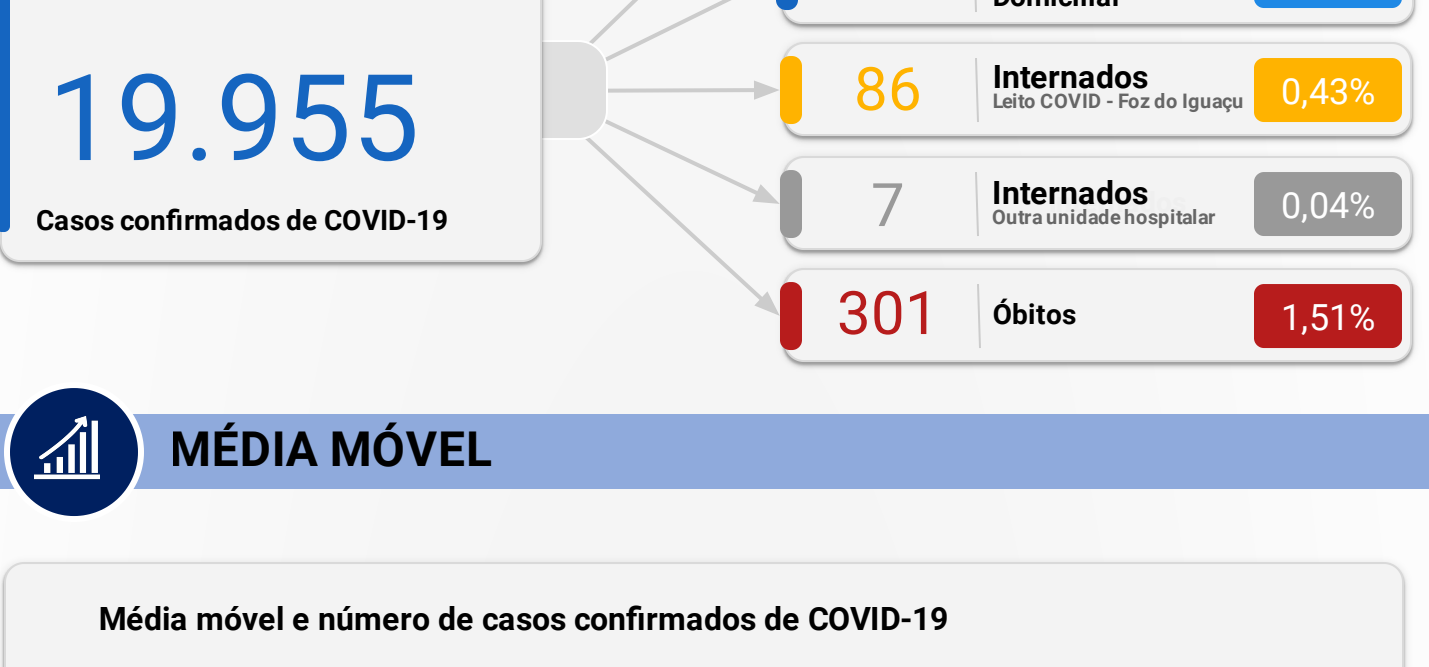 19.955
Casos confirmados de COVID-19
86
Internados
Leito COVID - Foz do Iguaçu
0,43%
7
Internados
Outra unidade hospitalar
0,04%
301
Óbitos
1,51%
MÉDIA MÓVEL
Média móvel e número de casos confirmados de COVID-19